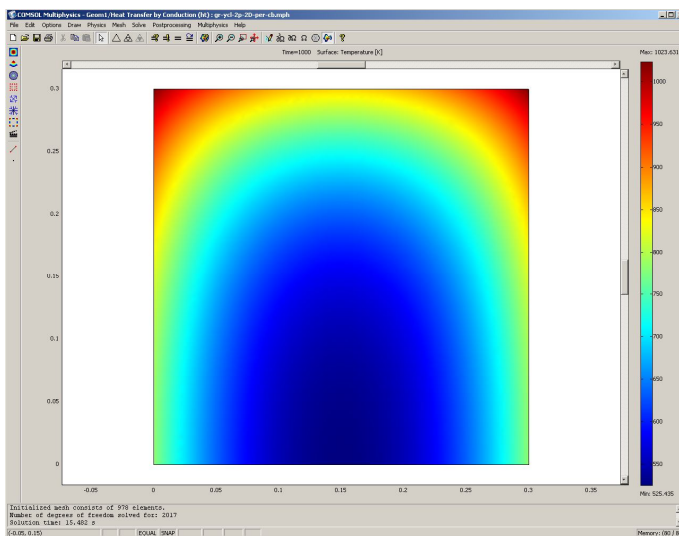 COMSOL Multiphysics - Geom1/Heat Transfer by Conduction (ht) : gr-ycl-2p-2D-per-cb.mph
File Edit Options Draw Physics Mesh Solve Postprocessing Multiphysics Help
Time=1000 Surface: Temperature [K]
Max: 1023.631
0.3
0.25
0.2
0.15
0.1
0.05
0
-0.05 0 0.05 0.1 0.15 0.2 0.25 0.3 0.35
1000
950
900
850
800
750
700
650
600
550
Min: 525.435
Initialized mesh consists of 978 elements.
Number of degrees of freedom solved for: 2017
Solution time: 15.482 s
(-0.05, 0.15) EQUAL SNAP Memory: (80 / 8